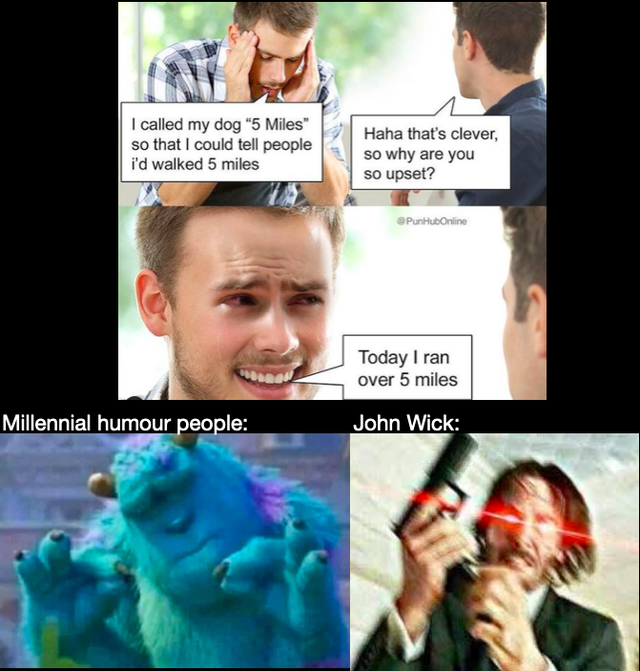 I called my dog “5 Miles”
so that I could tell people
i’d walked 5 miles
Haha that’s clever,
so why are you
so upset?
@PunHubOnline
Today I ran
over 5 miles
Millennial humour people:
John Wick: